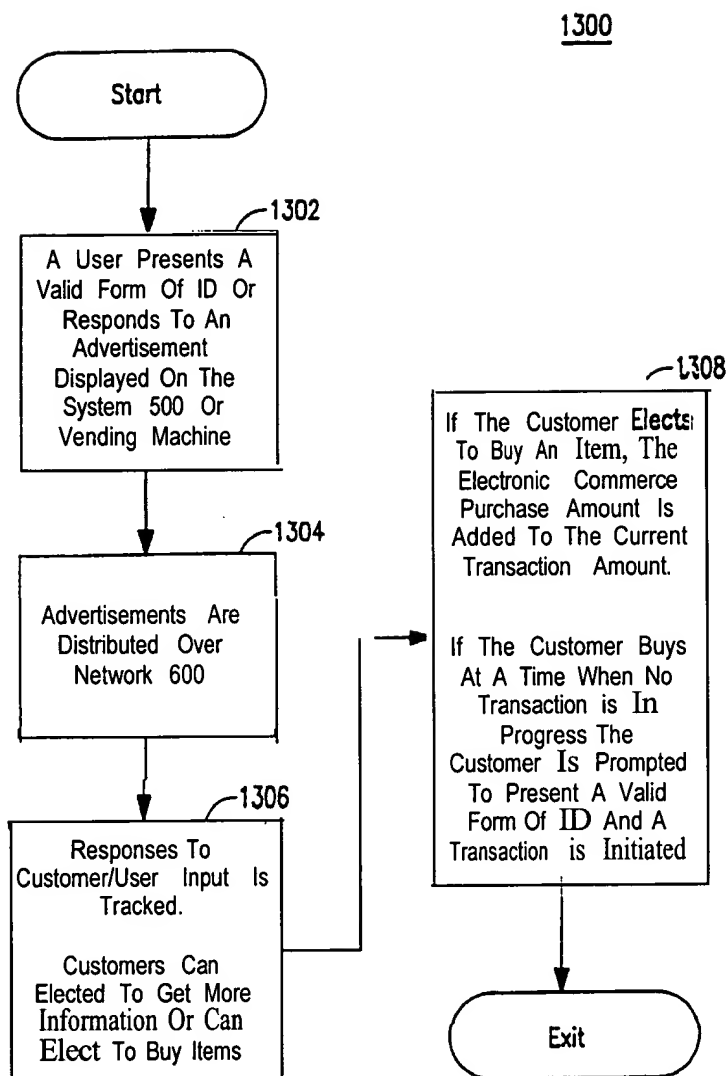 1300
Start
1302
A User Presents A
Valid Form Of ID Or
Responds To An
Advertisement
Displayed On The
System 500 Or
Vending Machine
1304
Advertisements Are
Distributed Over
Network 600
1306
Responses To
Customer/User Input Is
Tracked.
Customers Can
Elected To Get More
Information Or Can
Elect To Buy Items
1308
If The Customer Elects
To Buy An Item, The
Electronic Commerce
Purchase Amount Is
Added To The Current
Transaction Amount.
If The Customer Buys
At A Time When No
Transaction is In
Progress The
Customer Is Prompted
To Present A Valid
Form Of ID And A
Transaction is Initiated
Exit